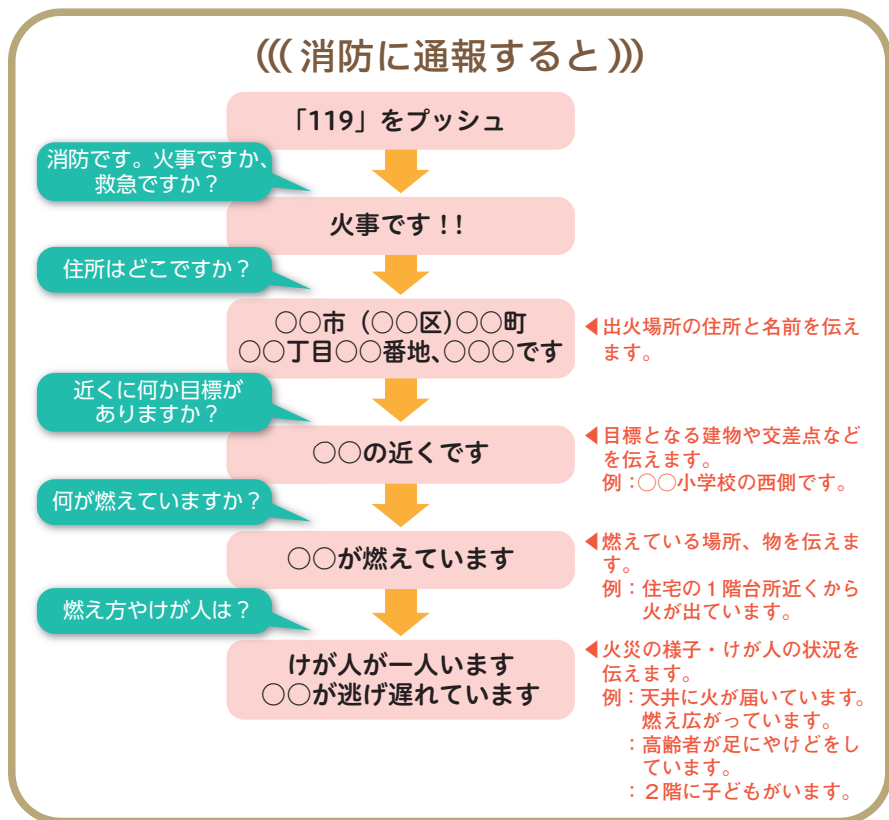 消防に通報すると
「119」をプッシュ
消防です。火事ですか、
救急ですか？
火事です！！
住所はどこですか？
○○市（○○区）○○町
○○丁目○○番地、○○○です
◀出火場所の住所と名前を伝え
ます。
近くに何か目標が
ありますか？
○○の近くです
◀目標となる建物や交差点など
を伝えます。
例：○○小学校の西側です。
何が燃えていますか？
○○が燃えています
◀燃えている場所、物を伝えま
す。
例：住宅の１階台所近くから
火が出ています。
燃え方やけが人は？
けが人が一人います
○○が逃げ遅れています
◀火災の様子・けが人の状況を
伝えます。
例：天井に火が届いています。
燃え広がっています。
：高齢者が足にやけどをし
ています。
：２階に子どもがいます。